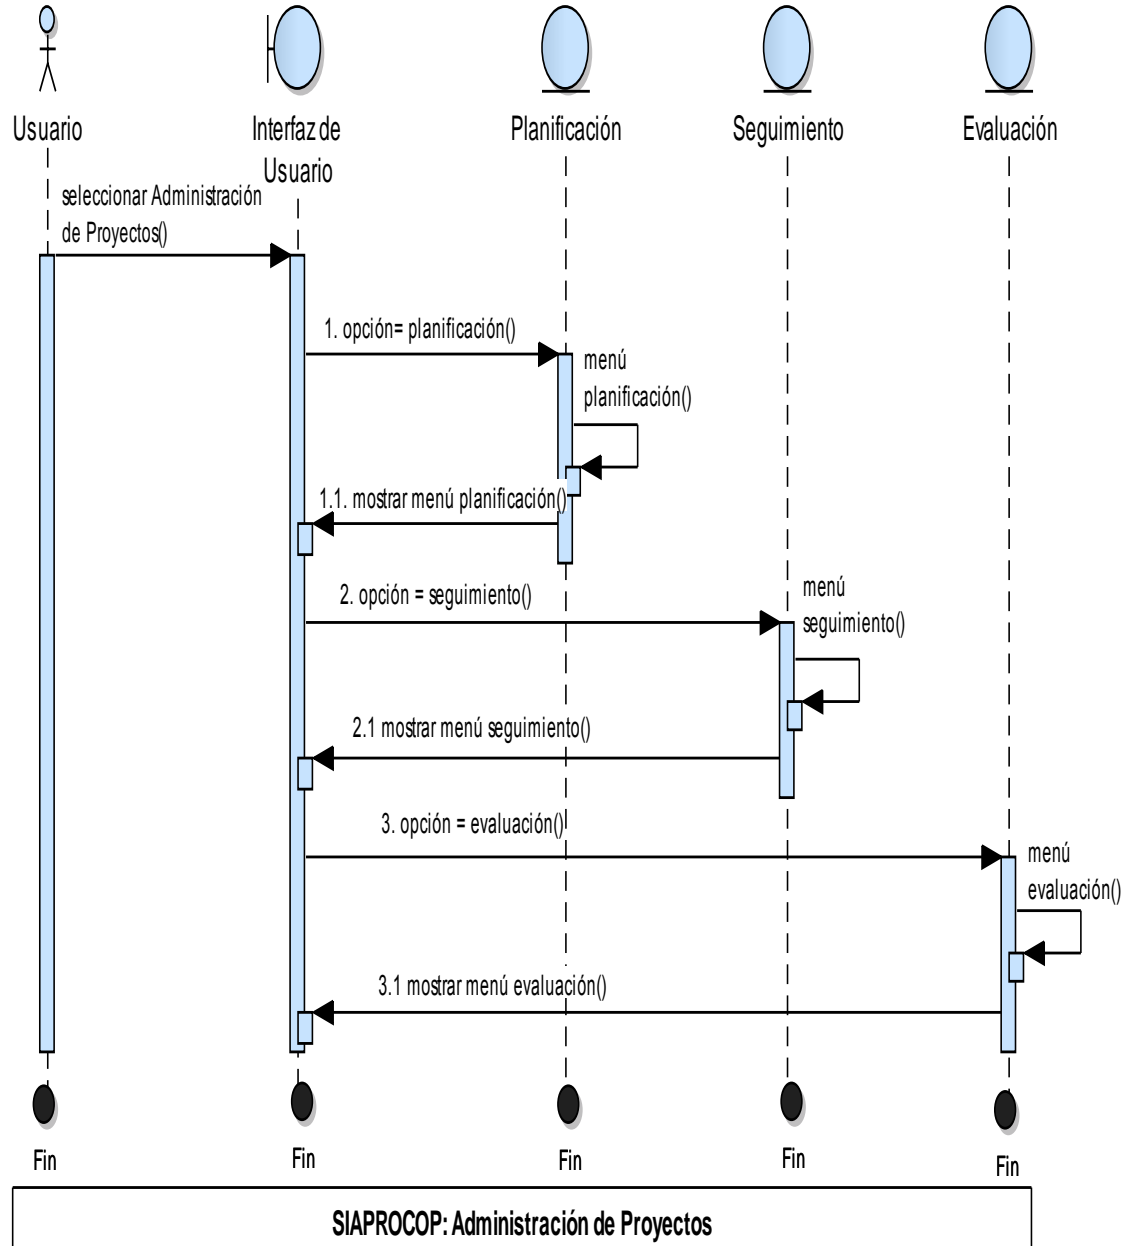 Usuario
Interfaz de
Usuario
Planificación
Seguimiento
Evaluación
seleccionar Administración
de Proyectos()
1. opción= planificación()
menú
planificación()
1.1. mostrar menú planificación()
2. opción = seguimiento()
menú
seguimiento()
2.1 mostrar menú seguimiento()
3. opción = evaluación()
menú
evaluación()
3.1 mostrar menú evaluación()
Fin
Fin
Fin
Fin
Fin
SIAPROCOP: Administración de Proyectos